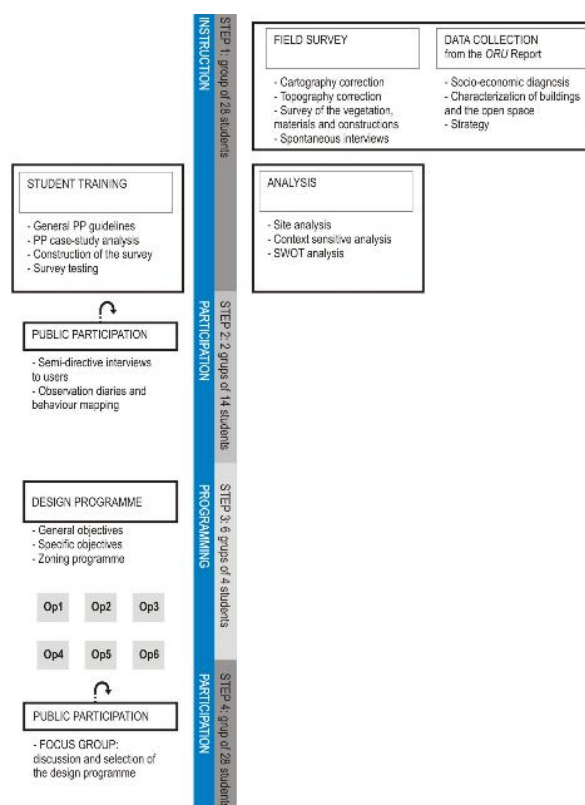 INSTRUCTION
STEP 1: group of 28 students
FIELD SURVEY
- Cartography correction
- Topography correction
- Survey of the vegetation,
materials and constructions
- Spontaneous interviews
DATA COLLECTION
from the ORU Report
- Socio-economic diagnosis
- Characterization of buildings
and the open space
- Strategy
STUDENT TRAINING
- General PP guidelines
- PP case-study analysis
- Construction of the survey
- Survey testing
ANALYSIS
- Site analysis
- Context sensitive analysis
- SWOT analysis
PARTICIPATION
STEP 2: 2 grups of 14 students
PUBLIC PARTICIPATION
- Semi-directive interviews
to users
- Observation diaries and
behaviour mapping
PROGRAMMING
STEP 3: 6 grups of 4 students
DESIGN PROGRAMME
- General objectives
- Specific objectives
- Zoning programme
Op1 Op2 Op3
Op4 Op5 Op6
PARTICIPATION
STEP 4: grup of 28 students
PUBLIC PARTICIPATION
- FOCUS GROUP:
discussion and selection of
the design programme